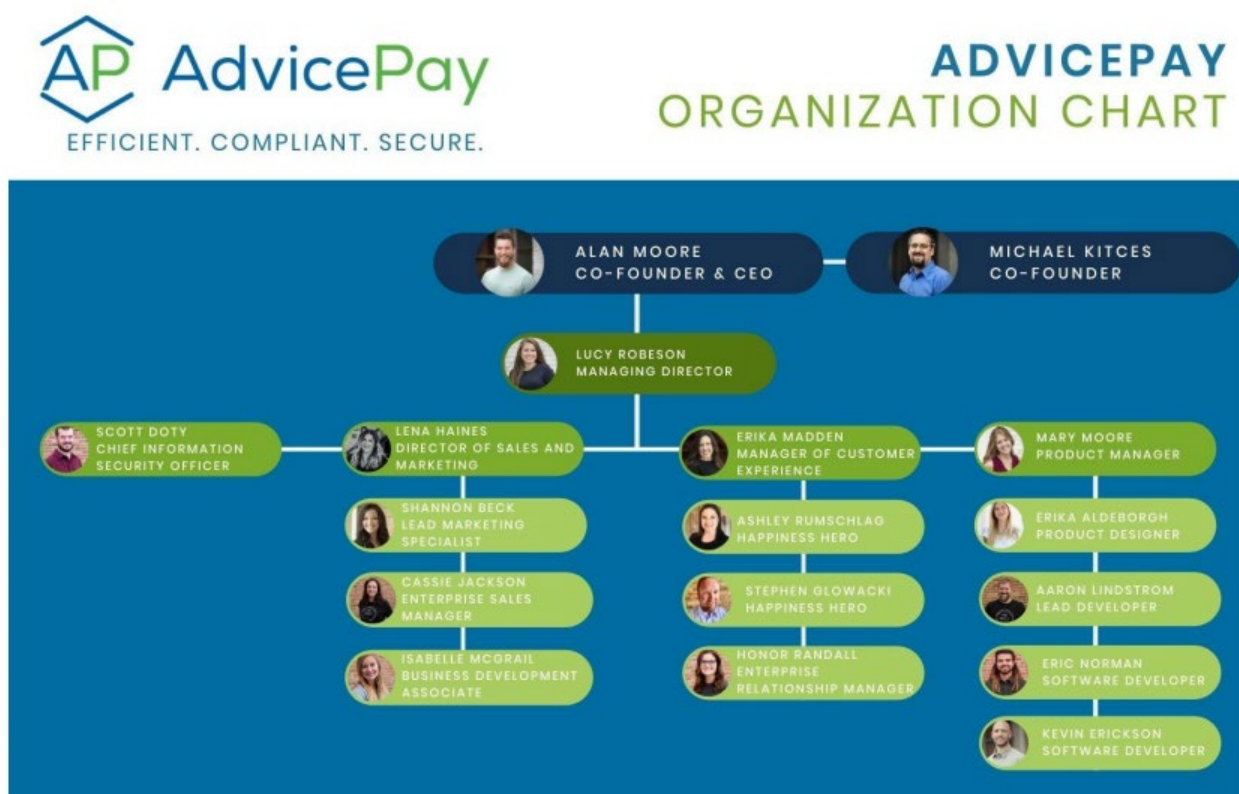 AP AdvicePay
EFFICIENT. COMPLIANT. SECURE.
ADVICEPAY
ORGANIZATION CHART
ALAN MOORE
CO-FOUNDER & CEO
MICHAEL KITCES
CO-FOUNDER
LUCY ROBESON
MANAGING DIRECTOR
SCOTT DOTY
CHIEF INFORMATION
SECURITY OFFICER
LENA HAINES
DIRECTOR OF SALES AND
MARKETING
ERIKA MADDEN
MANAGER OF CUSTOMER
EXPERIENCE
MARY MOORE
PRODUCT MANAGER
SHANNON BECK
LEAD MARKETING
SPECIALIST
ASHLEY RUMSCHLAG
HAPPINESS HERO
ERIKA ALDEBORGH
PRODUCT DESIGNER
CASSIE JACKSON
ENTERPRISE SALES
MANAGER
STEPHEN GLOWACKI
HAPPINESS HERO
AARON LINDSTROM
LEAD DEVELOPER
ISABELLE MCGRAIL
BUSINESS DEVELOPMENT
ASSOCIATE
HONOR RANDALL
ENTERPRISE
RELATIONSHIP MANAGER
ERIC NORMAN
SOFTWARE DEVELOPER
KEVIN ERICKSON
SOFTWARE DEVELOPER